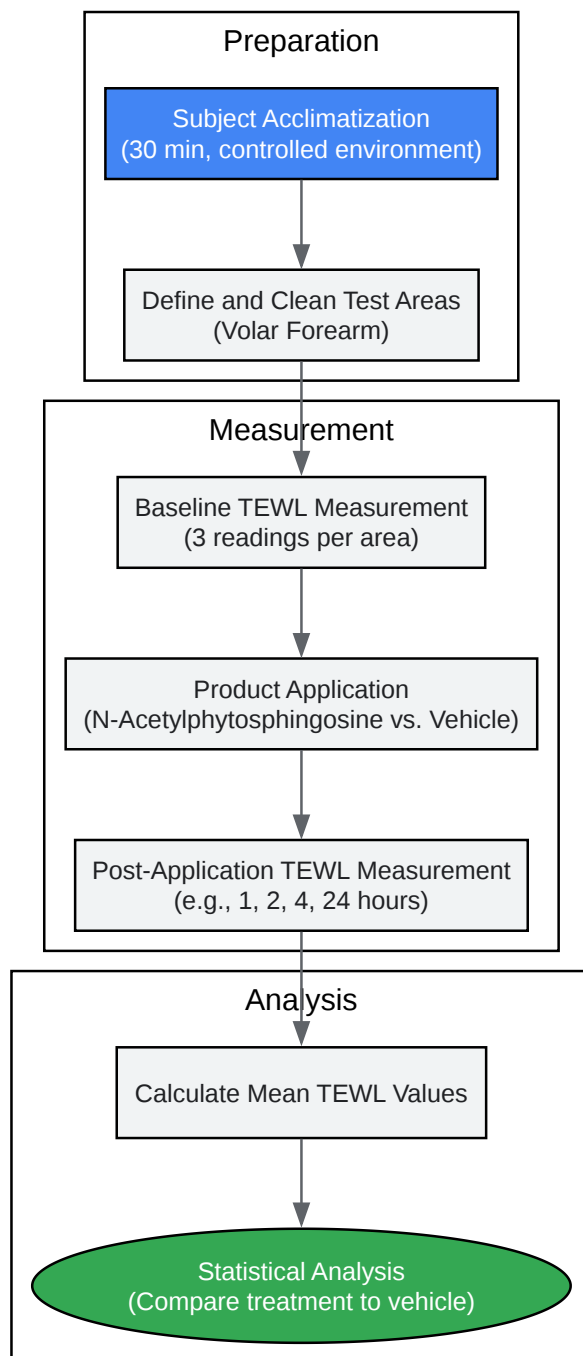 Preparation
Subject Acclimatization
(30 min, controlled environment)
Define and Clean Test Areas
(Volar Forearm)
Measurement
Baseline TEWL Measurement
(3 readings per area)
Product Application
(N-Acetylphytosphingosine vs. Vehicle)
Post-Application TEWL Measurement
(e.g., 1, 2, 4, 24 hours)
Analysis
Calculate Mean TEWL Values
Statistical Analysis
(Compare treatment to vehicle)